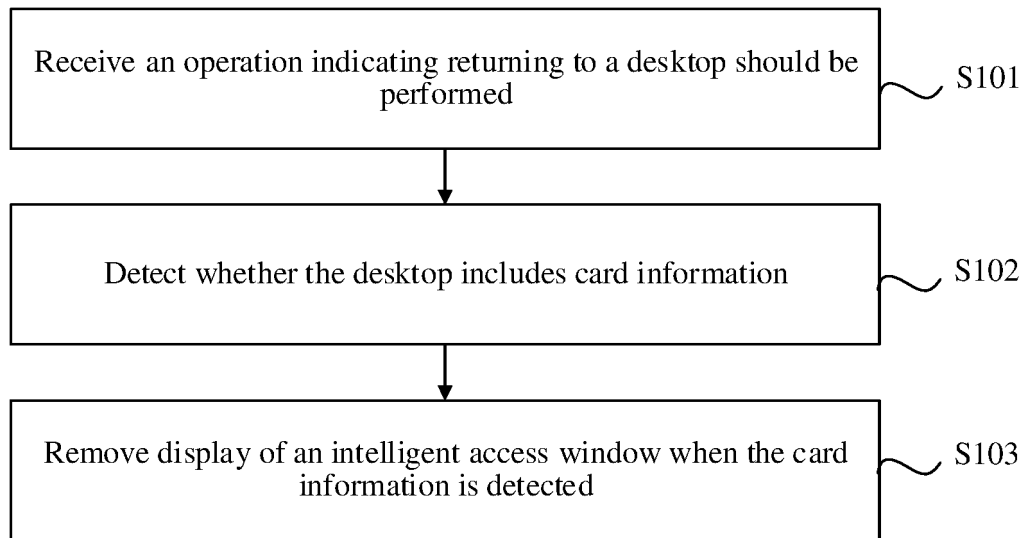 Receive an operation indicating returning to a desktop should be
performed
S101
Detect whether the desktop includes card information
S102
Remove display of an intelligent access window when the card
information is detected
S103